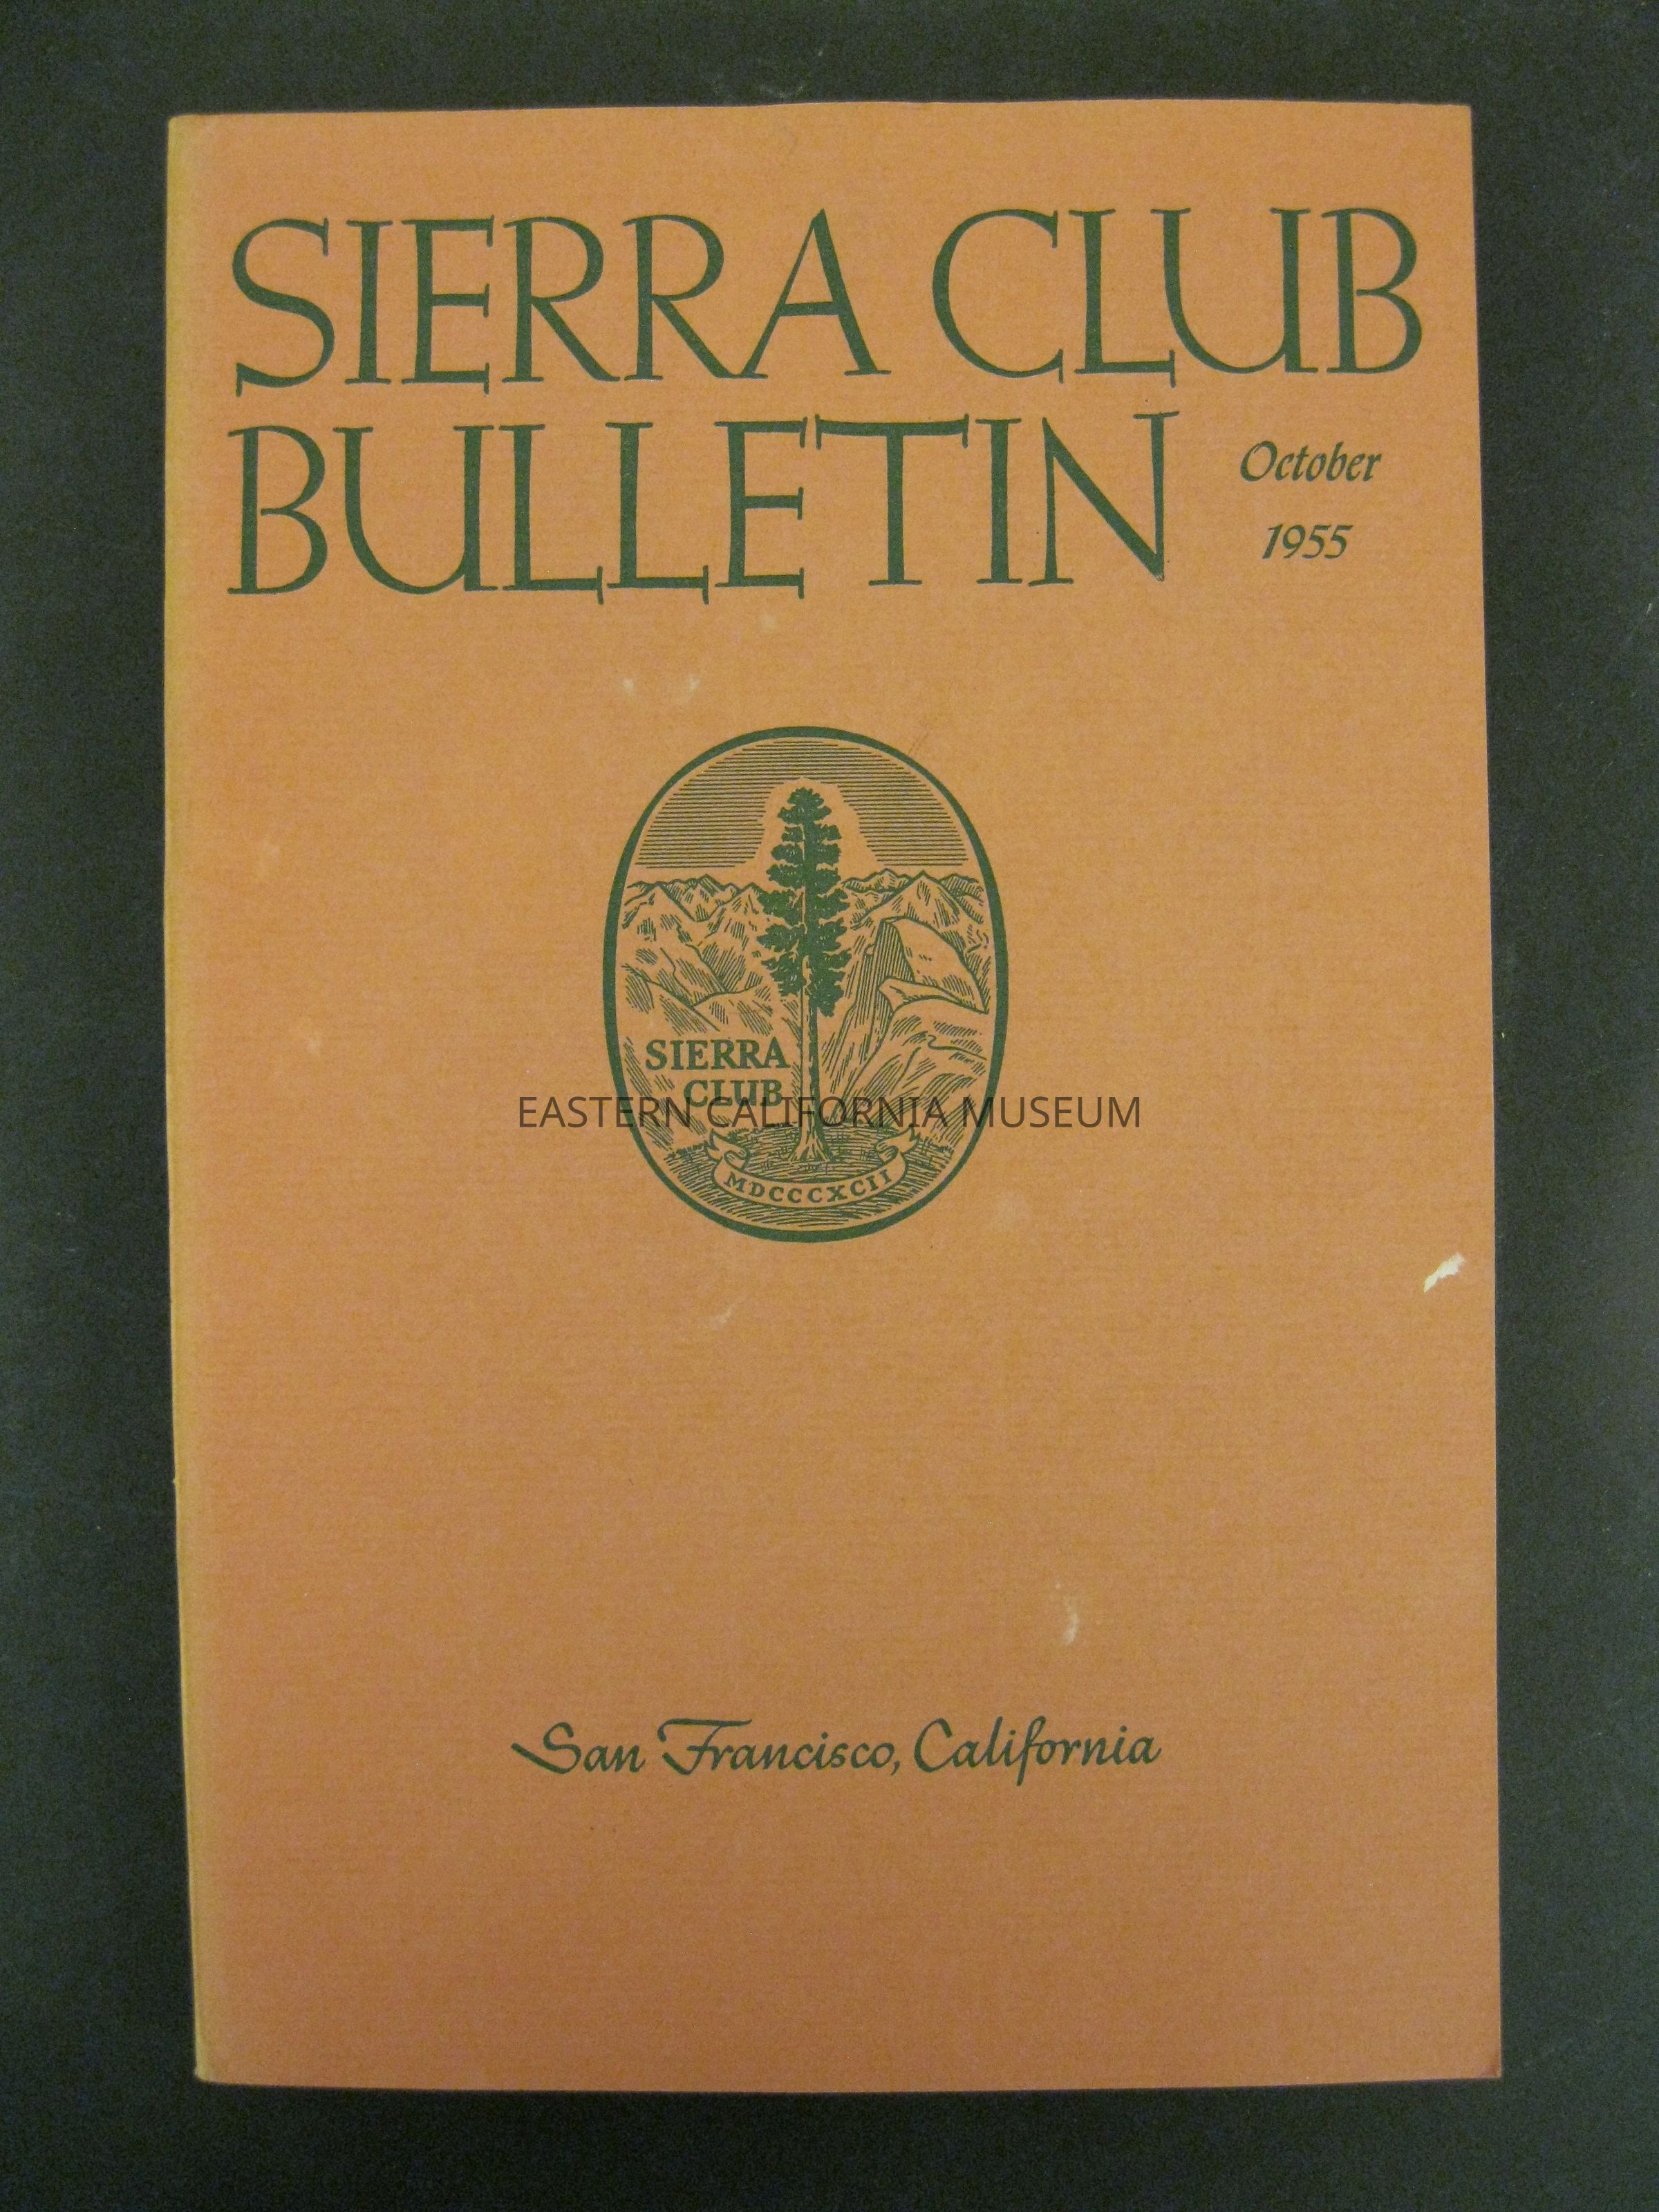 SIERRA CLUB
BULLETIN
October
1955
SIERRA
CLUB
EASTERN CALIFORNIA MUSEUM
MDCCCXCII
San Francisco, California